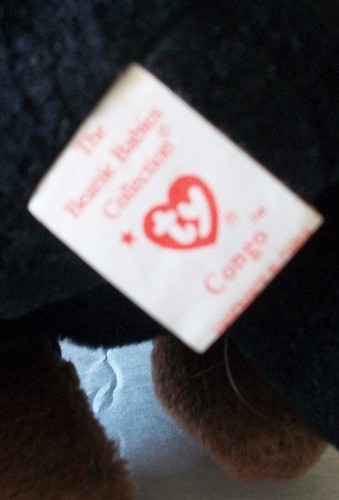 The
Beanie Babies
Collection®
ty ®
Congo™